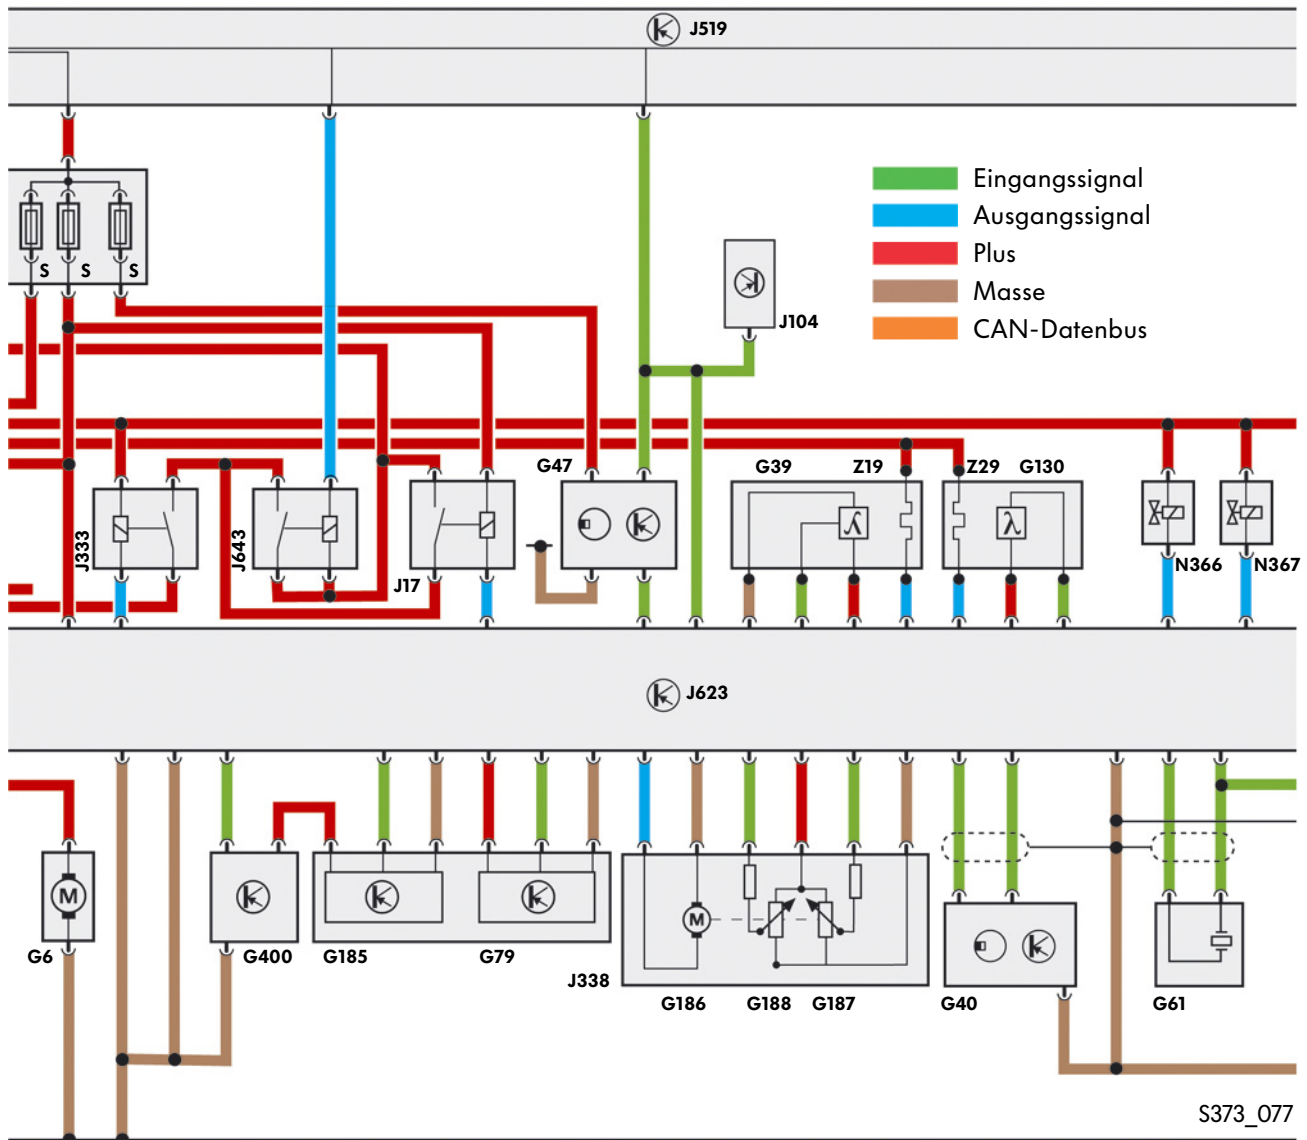 J519
Eingangssignal
Ausgangssignal
Plus
Masse
CAN-Datenbus
S S S
J104
G47 G39 Z19 Z29 G130
J333 J643 J17 N366 N367
λ λ
J623
M
M
G6 G400 G185 G79 J338 G186 G188 G187 G40 G61
S373_077